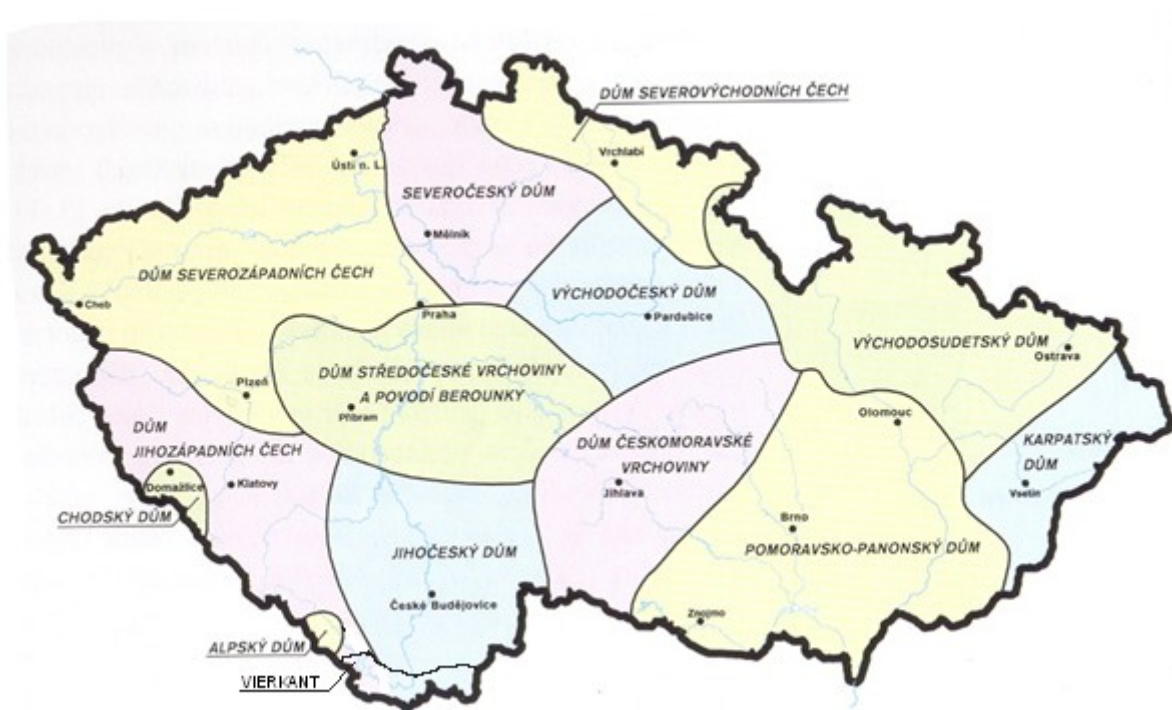 DŮM SEVEROVÝCHODNÍCH ČECH
Vrchlabí
Ústí n. L.
SEVEROČESKÝ DŮM
Mělník
DŮM SEVEROZÁPADNÍCH ČECH
Cheb
Praha
VÝCHODOČESKÝ DŮM
Pardubice
VÝCHODOSUDETSKÝ DŮM
Ostrava
DŮM STŘEDOČESKÉ VRCHOVINY
A POVODÍ BEROUNKY
Plzeň
Příbram
Olomouc
DŮM
JIHOZÁPADNÍCH ČECH
DŮM ČESKOMORAVSKÉ
VRCHOVINY
Jihlava
KARPATSKÝ
DŮM
Vsetín
Domažlice
Klatovy
CHODSKÝ DŮM
Brno
POMORAVSKO-PANONSKÝ DŮM
JIHOČESKÝ DŮM
České Budějovice
Znojmo
ALPSKÝ DŮM
VIERKANT